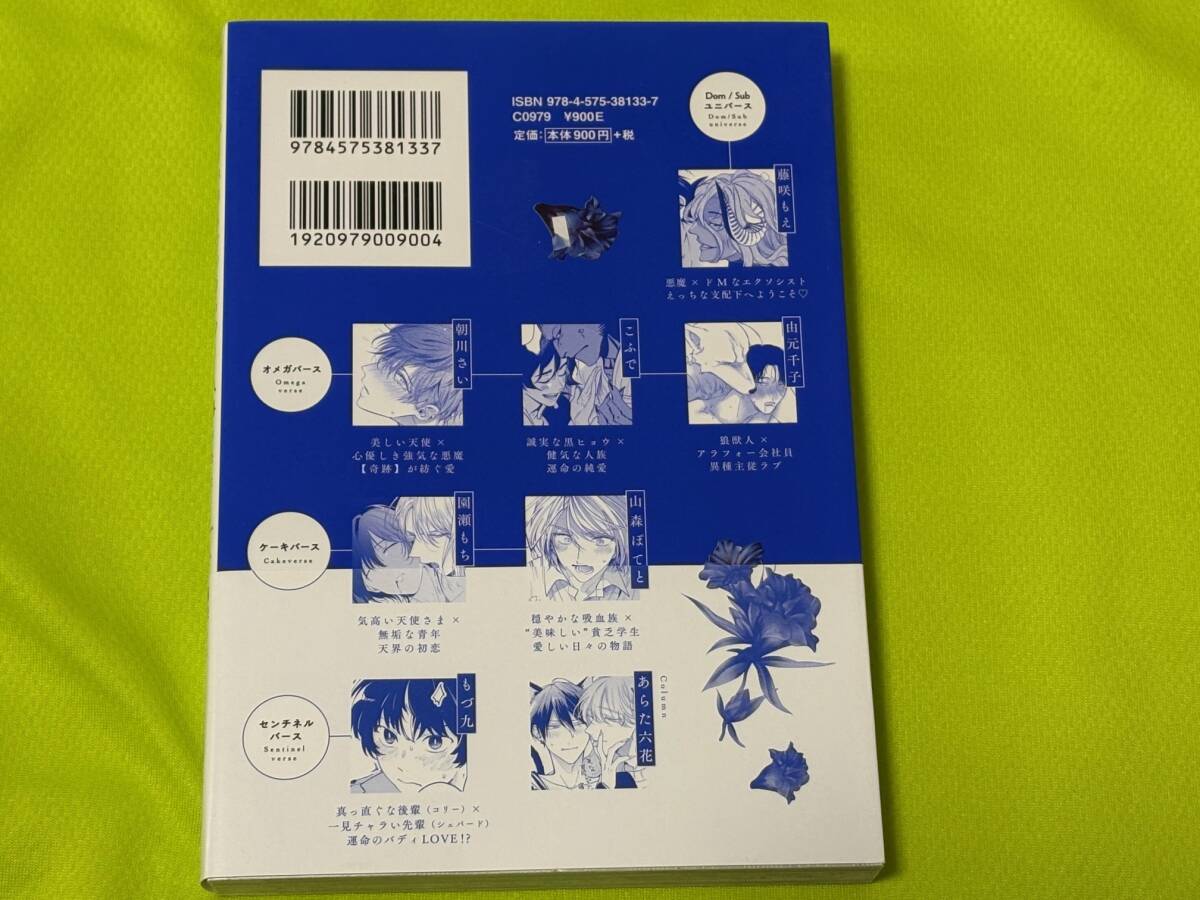 9784575381337
1920979009004
ISBN 978-4-575-38133-7
C0979 ¥900E
定価:本体900円+税
Dom / Sub
ユニバース
Dom/Sub
universe
藤咲もえ
悪魔×ドMなエクソシスト
えっちな支配下へようこそ♡
オメガバース
Omega
verse
朝川さい
美しい天使×
心優しき強気な悪魔
【奇跡】が紡ぐ愛
こふで
誠実な黒ヒョウ×
健気な人族
運命の純愛
由元千子
狼獣人×
アラフォー会社員
異種主従ラブ
ケーキバース
Cakeverse
園瀬もち
気高い天使さま×
無垢な青年
天界の初恋
山森ぽてと
穏やかな吸血族×
“美味しい”貧乏学生
愛しい日々の物語
センチネル
バース
Sentinel
verse
もづ九
真っ直ぐな後輩(コリー)×
一見チャラい先輩(シェパード)
運命のバディLOVE!?
Column
あらた六花